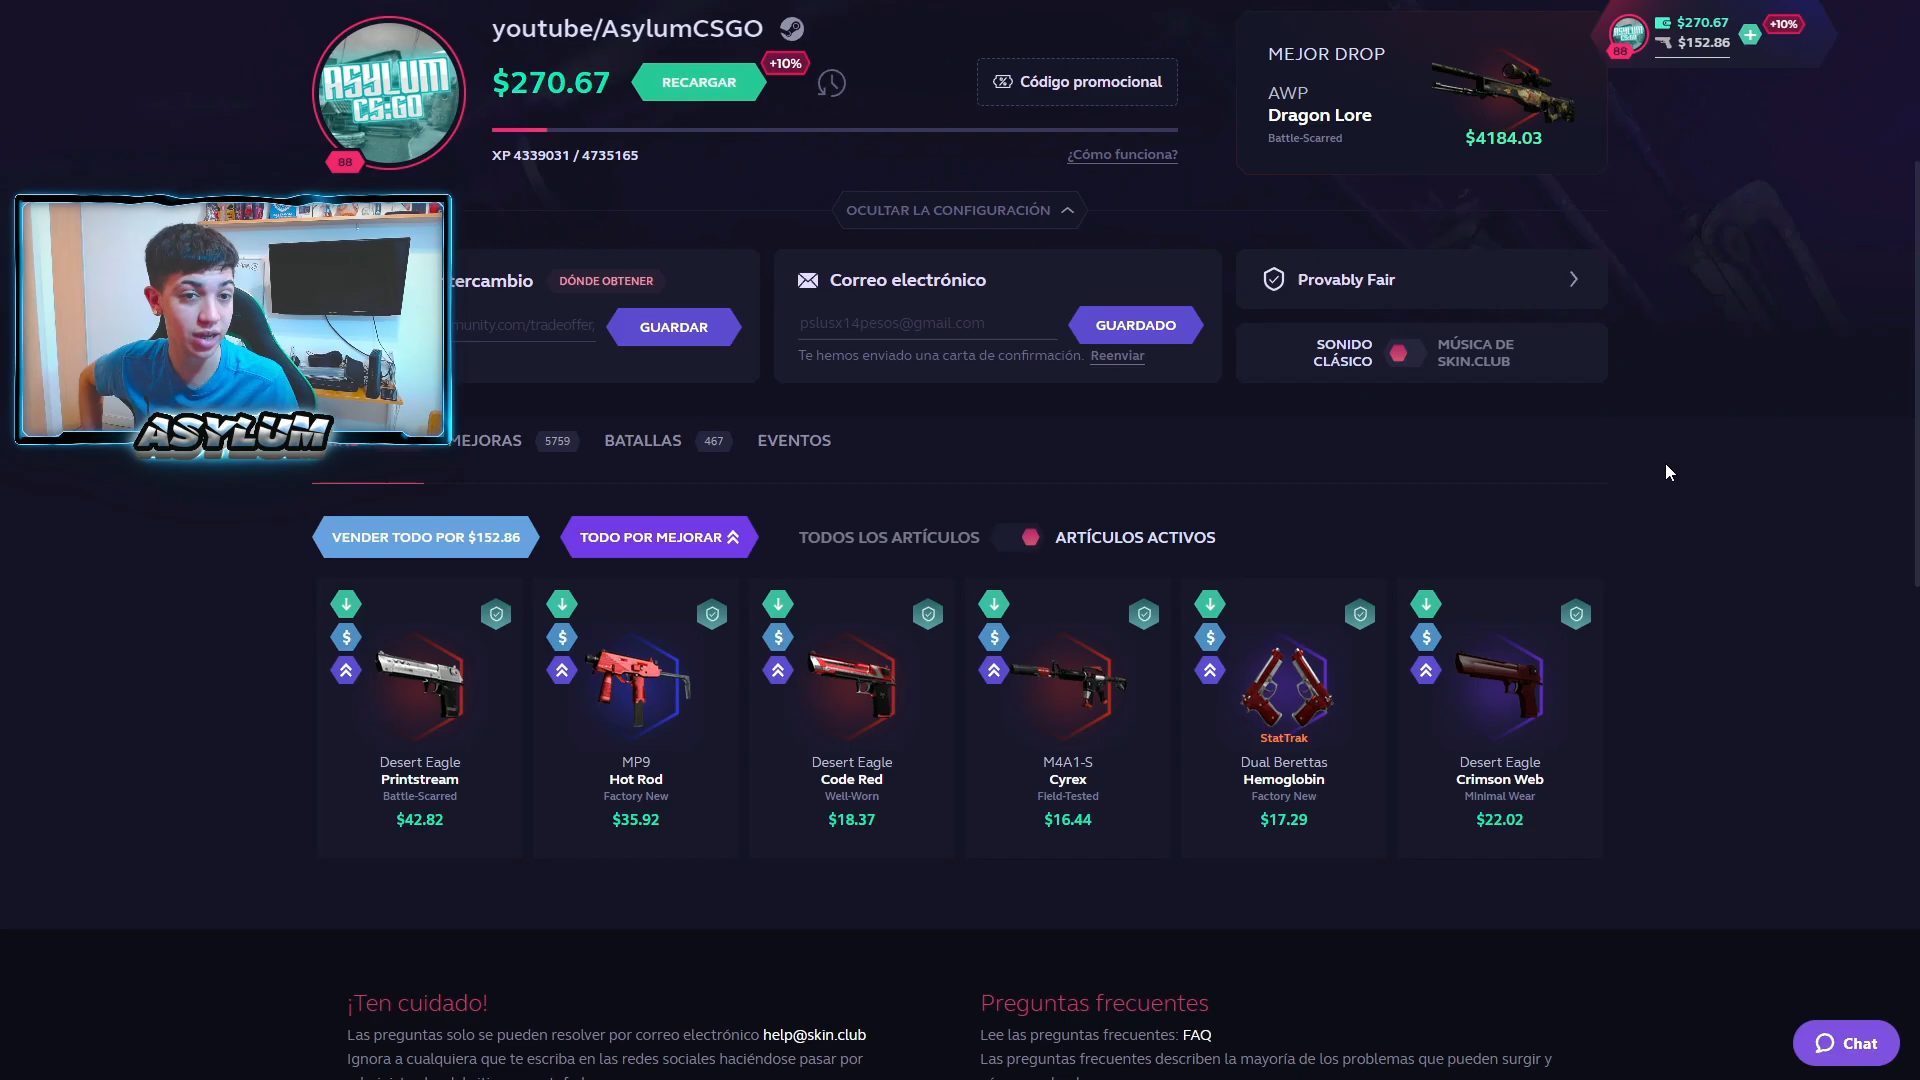 youtube/AsylumCSGO
$270.67
RECARGAR
+10%
Código promocional
XP 4339031 / 4735165
¿Cómo funciona?
ASYLUM
CS:GO
88
MEJOR DROP
AWP
Dragon Lore
Battle-Scarred
$4184.03
$270.67
$152.86
+10%
88
OCULTAR LA CONFIGURACIÓN
tercambio
DÓNDE OBTENER
munity.com/tradeoffer,
GUARDAR
Correo electrónico
pslusx14pesos@gmail.com
GUARDADO
Te hemos enviado una carta de confirmación. Reenviar
Provably Fair
SONIDO
CLÁSICO
MÚSICA DE
SKIN.CLUB
ASYLUM
MEJORAS 5759 BATALLAS 467 EVENTOS
VENDER TODO POR $152.86
TODO POR MEJORAR
TODOS LOS ARTÍCULOS
ARTÍCULOS ACTIVOS
Desert Eagle
Printstream
Battle-Scarred
$42.82
MP9
Hot Rod
Factory New
$35.92
Desert Eagle
Code Red
Well-Worn
$18.37
M4A1-S
Cyrex
Field-Tested
$16.44
StatTrak
Dual Berettas
Hemoglobin
Factory New
$17.29
Desert Eagle
Crimson Web
Minimal Wear
$22.02
¡Ten cuidado!
Las preguntas solo se pueden resolver por correo electrónico help@skin.club
Ignora a cualquiera que te escriba en las redes sociales haciéndose pasar por
Preguntas frecuentes
Lee las preguntas frecuentes: FAQ
Las preguntas frecuentes describen la mayoría de los problemas que pueden surgir y
Chat